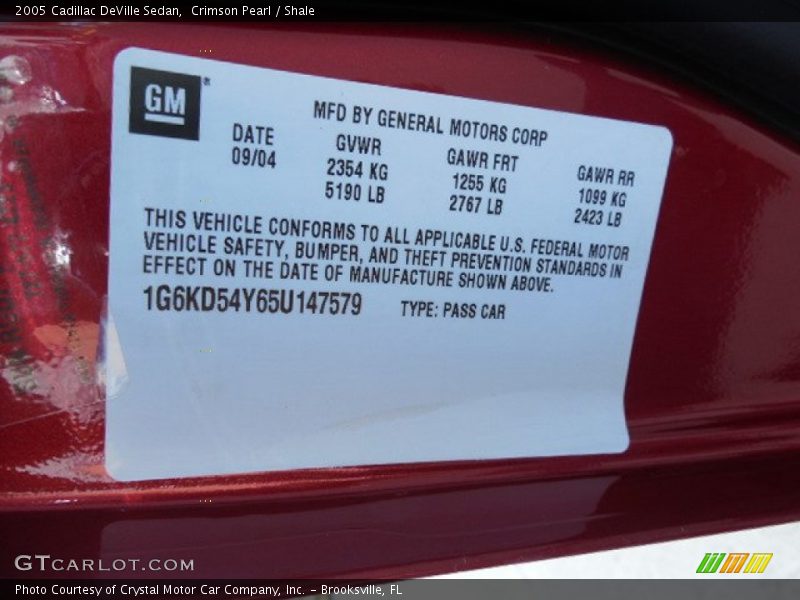 2005 Cadillac DeVille Sedan, Crimson Pearl / Shale
GM
MFD BY GENERAL MOTORS CORP
DATE GVWR GAWR FRT GAWR RR
09/04 2354 KG 1255 KG 1099 KG
5190 LB 2767 LB 2423 LB
THIS VEHICLE CONFORMS TO ALL APPLICABLE U.S. FEDERAL MOTOR
VEHICLE SAFETY, BUMPER, AND THEFT PREVENTION STANDARDS IN
EFFECT ON THE DATE OF MANUFACTURE SHOWN ABOVE.
1G6KD54Y65U147579 TYPE: PASS CAR
GTCARLOT.COM
Photo Courtesy of Crystal Motor Car Company, Inc. – Brooksville, FL